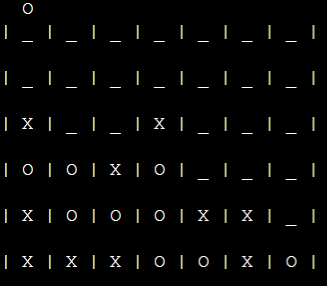 O
| _ | _ | _ | _ | _ | _ | _ |
| _ | _ | _ | _ | _ | _ | _ |
| X | _ | _ | X | _ | _ | _ |
| O | O | X | O | _ | _ | _ |
| X | O | O | O | X | X | _ |
| X | X | X | O | O | X | O |